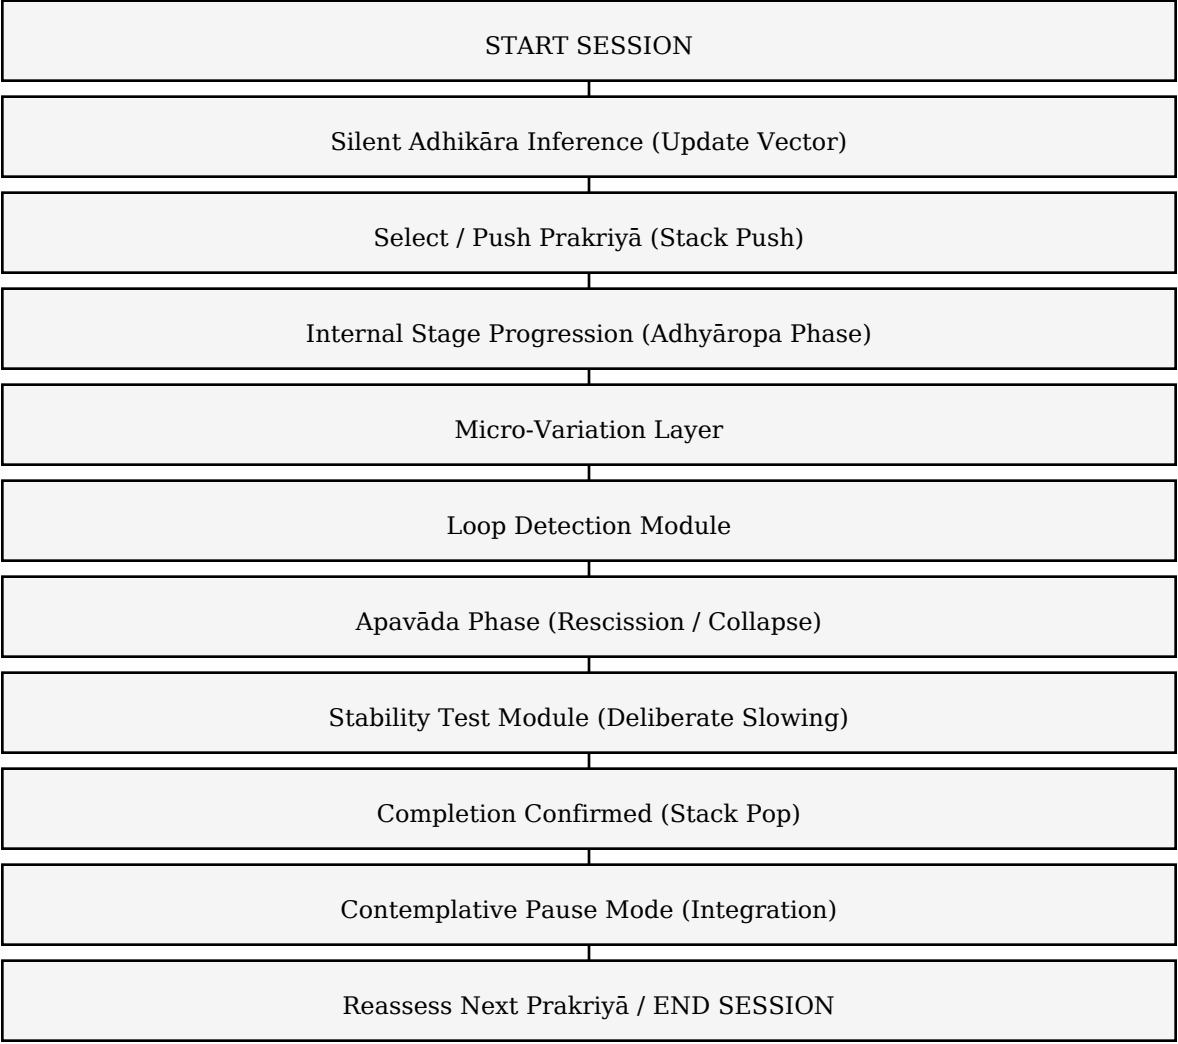 START SESSION
Silent Adhikāra Inference (Update Vector)
Select / Push Prakriyā (Stack Push)
Internal Stage Progression (Adhyāropa Phase)
Micro-Variation Layer
Loop Detection Module
Apavāda Phase (Rescission / Collapse)
Stability Test Module (Deliberate Slowing)
Completion Confirmed (Stack Pop)
Contemplative Pause Mode (Integration)
Reassess Next Prakriyā / END SESSION